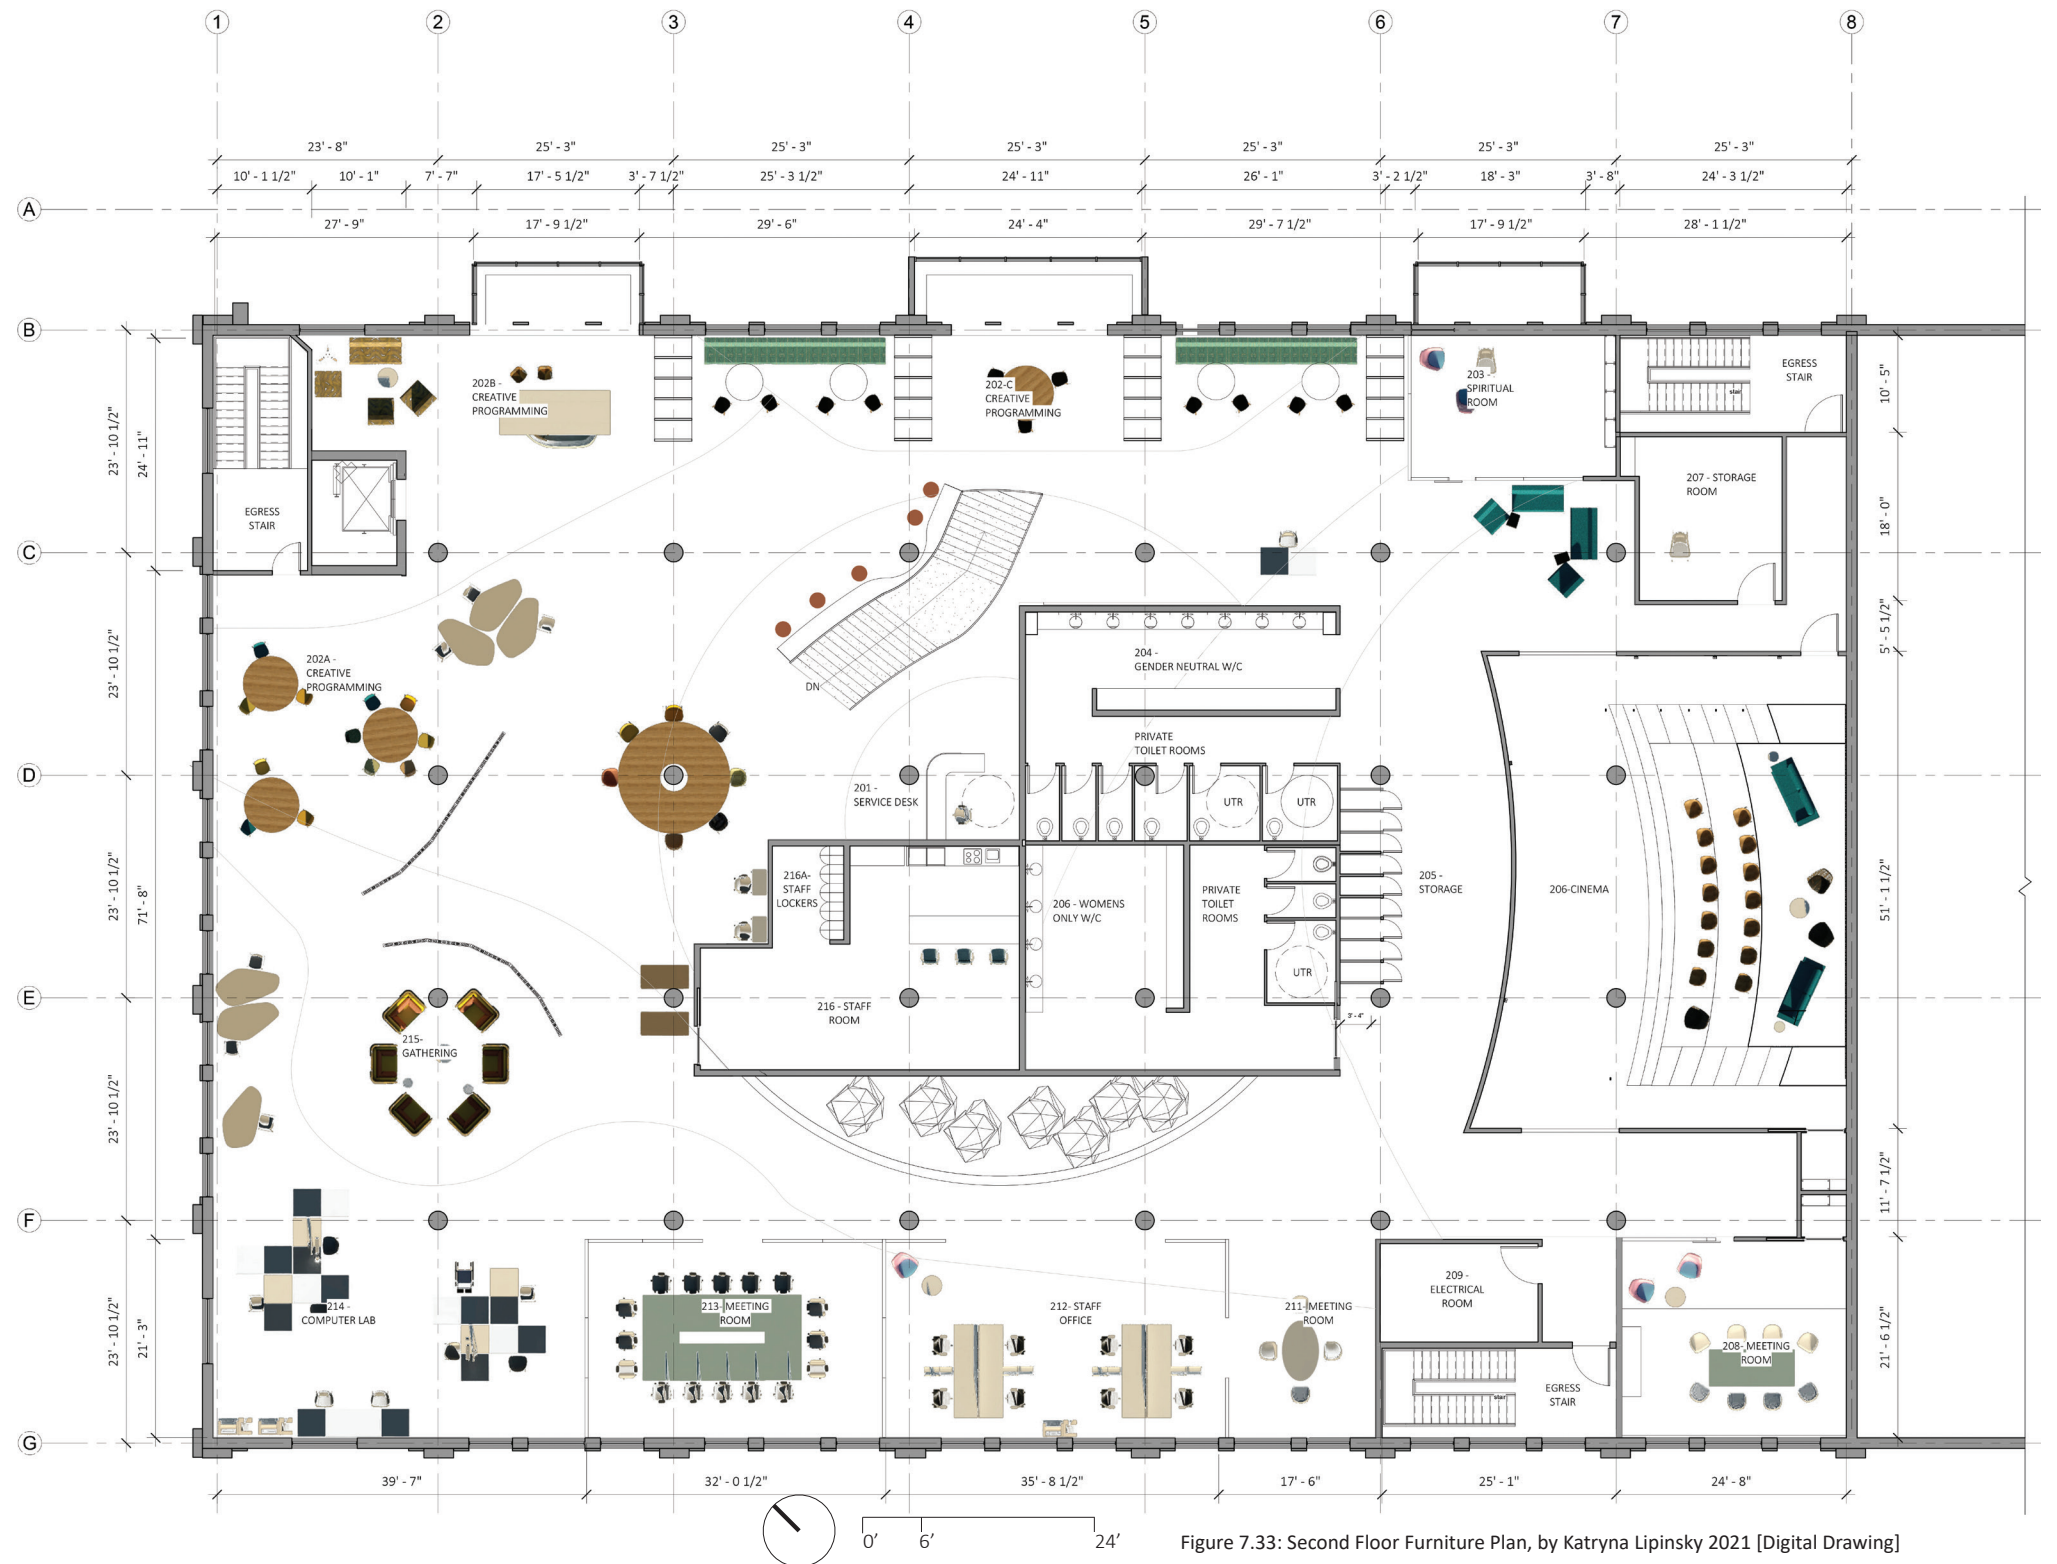 1 2 3 4 5 6 7 8
23' - 8" 25' - 3" 25' - 3" 25' - 3" 25' - 3" 25' - 3" 25' - 3"
10' - 1 1/2" 10' - 1" 7' - 7" 17' - 5 1/2" 3' - 7 1/2" 25' - 3 1/2" 24' - 11" 26' - 1" 3' - 2 1/2" 18' - 3" 3' - 8" 24' - 3 1/2"
A
27' - 9" 17' - 9 1/2" 29' - 6" 24' - 4" 29' - 7 1/2" 17' - 9 1/2" 28' - 1 1/2"
B
EGRESS
STAIR
star
10' - 5"
202B -
CREATIVE
PROGRAMMING
202-C
CREATIVE
PROGRAMMING
203 -
SPIRITUAL
ROOM
23' - 10 1/2"
24' - 11"
207 - STORAGE
ROOM
18' - 0"
EGRESS
STAIR
C
5' - 5 1/2"
23' - 10 1/2"
202A -
CREATIVE
PROGRAMMING
DN
204 -
GENDER NEUTRAL W/C
PRIVATE
TOILET ROOMS
D
201 -
SERVICE DESK
UTR
UTR
23' - 10 1/2"
71' - 8"
216A-
STAFF
LOCKERS
206 - WOMENS
ONLY W/C
PRIVATE
TOILET
ROOMS
205 -
STORAGE
206-CINEMA
51' - 1 1/2"
UTR
E
216 - STAFF
ROOM
3' - 4"
215-
GATHERING
23' - 10 1/2"
11' - 7 1/2"
F
214 -
COMPUTER LAB
213- MEETING
ROOM
212- STAFF
OFFICE
211- MEETING
ROOM
209 -
ELECTRICAL
ROOM
208- MEETING
ROOM
EGRESS
STAIR
star
23' - 10 1/2"
21' - 3"
21' - 6 1/2"
G
39' - 7" 32' - 0 1/2" 35' - 8 1/2" 17' - 6" 25' - 1" 24' - 8"
0' 6' 24'
Figure 7.33: Second Floor Furniture Plan, by Katryna Lipinsky 2021 [Digital Drawing]